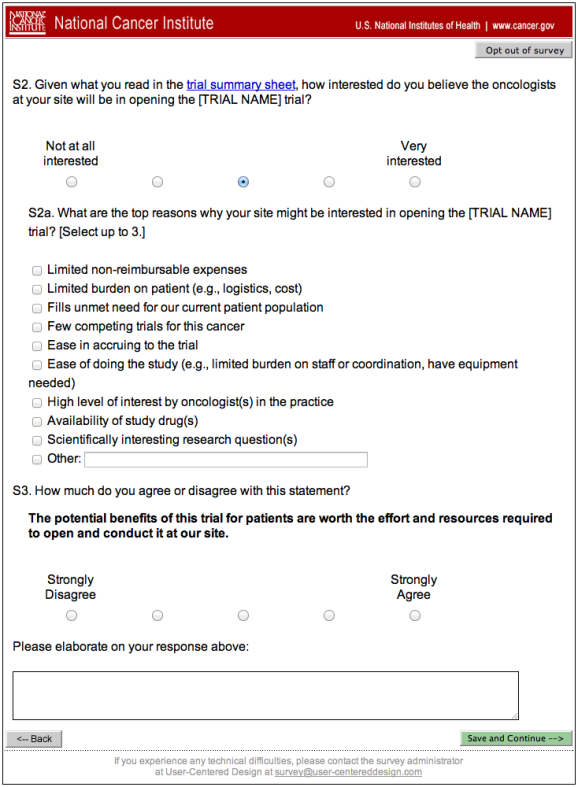 NATIONAL
CANCER
INSTITUTE
National Cancer Institute
U.S. National Institutes of Health | www.cancer.gov
Opt out of survey
S2. Given what you read in the trial summary sheet, how interested do you believe the oncologists
at your site will be in opening the [TRIAL NAME] trial?
Not at all
interested
Very
interested
S2a. What are the top reasons why your site might be interested in opening the [TRIAL NAME]
trial? [Select up to 3.]
Limited non-reimbursable expenses
Limited burden on patient (e.g., logistics, cost)
Fills unmet need for our current patient population
Few competing trials for this cancer
Ease in accruing to the trial
Ease of doing the study (e.g., limited burden on staff or coordination, have equipment
needed)
High level of interest by oncologist(s) in the practice
Availability of study drug(s)
Scientifically interesting research question(s)
Other:
S3. How much do you agree or disagree with this statement?
The potential benefits of this trial for patients are worth the effort and resources required
to open and conduct it at our site.
Strongly
Disagree
Strongly
Agree
Please elaborate on your response above:
<-- Back
Save and Continue -->
If you experience any technical difficulties, please contact the survey administrator
at User-Centered Design at survey@user-centereddesign.com